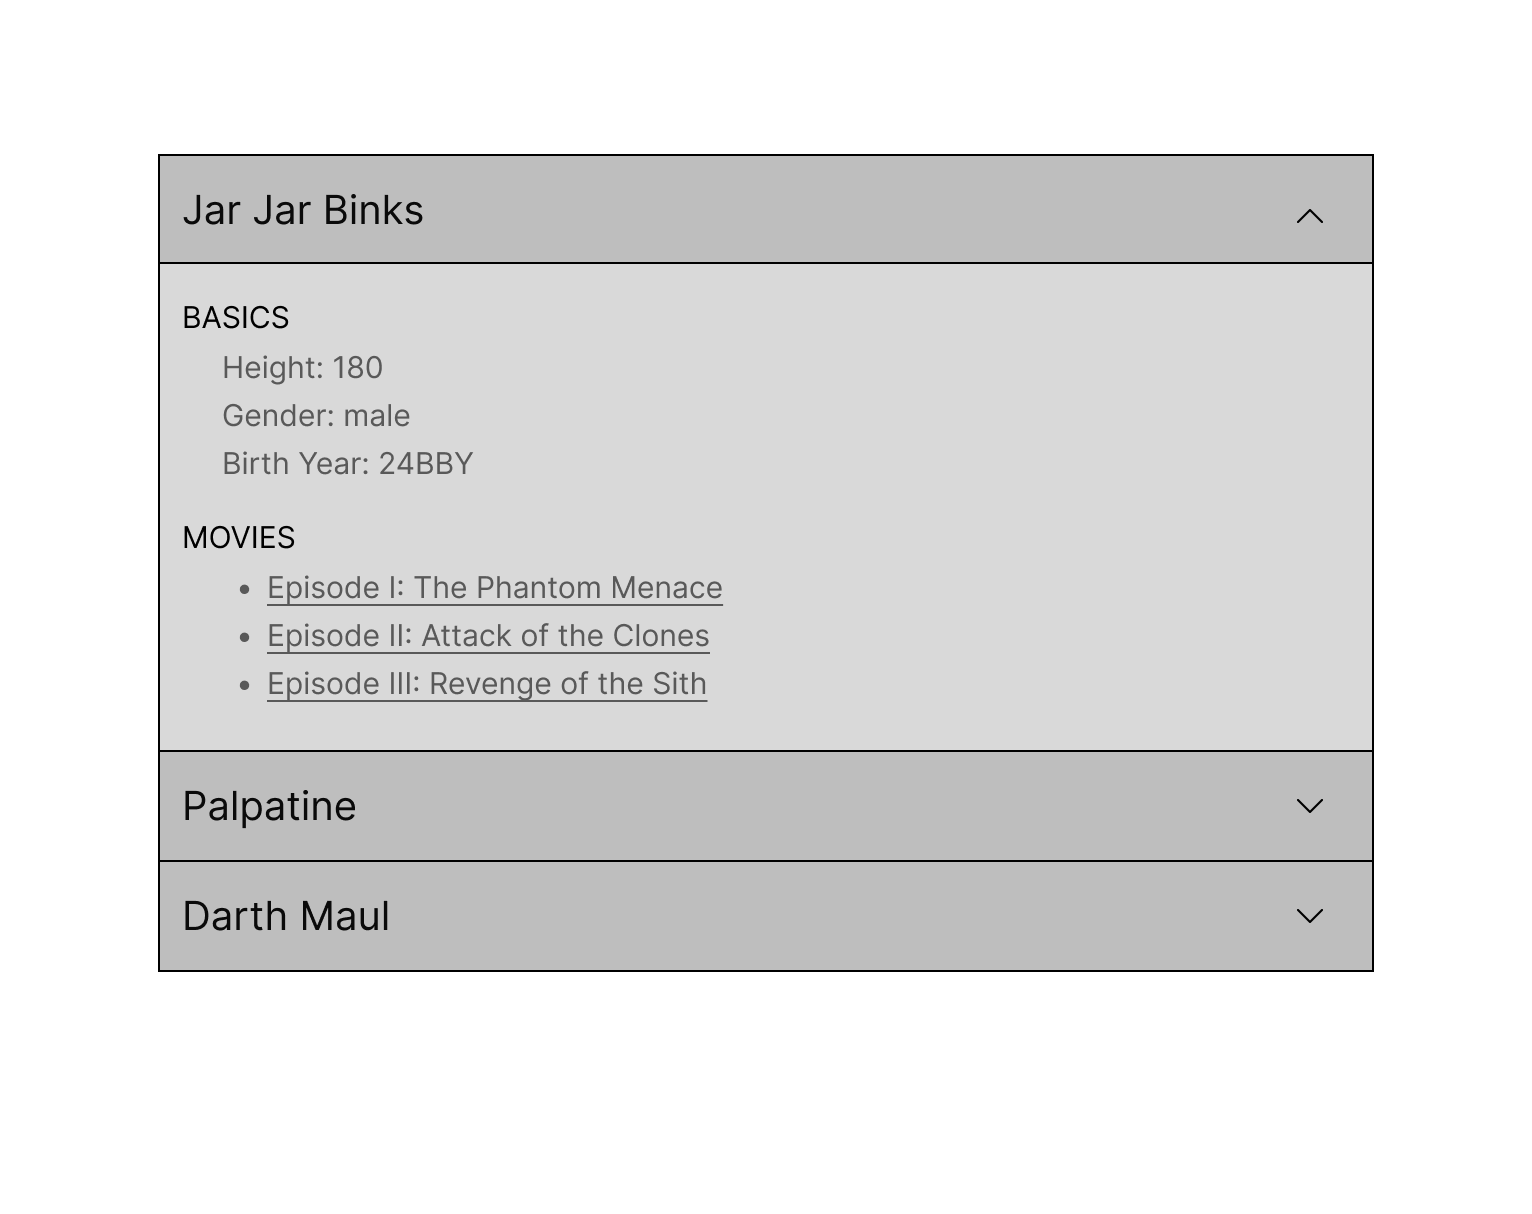 Jar Jar Binks
BASICS
Height: 180
Gender: male
Birth Year: 24BBY
MOVIES
• Episode I: The Phantom Menace
• Episode II: Attack of the Clones
• Episode III: Revenge of the Sith
Palpatine
Darth Maul